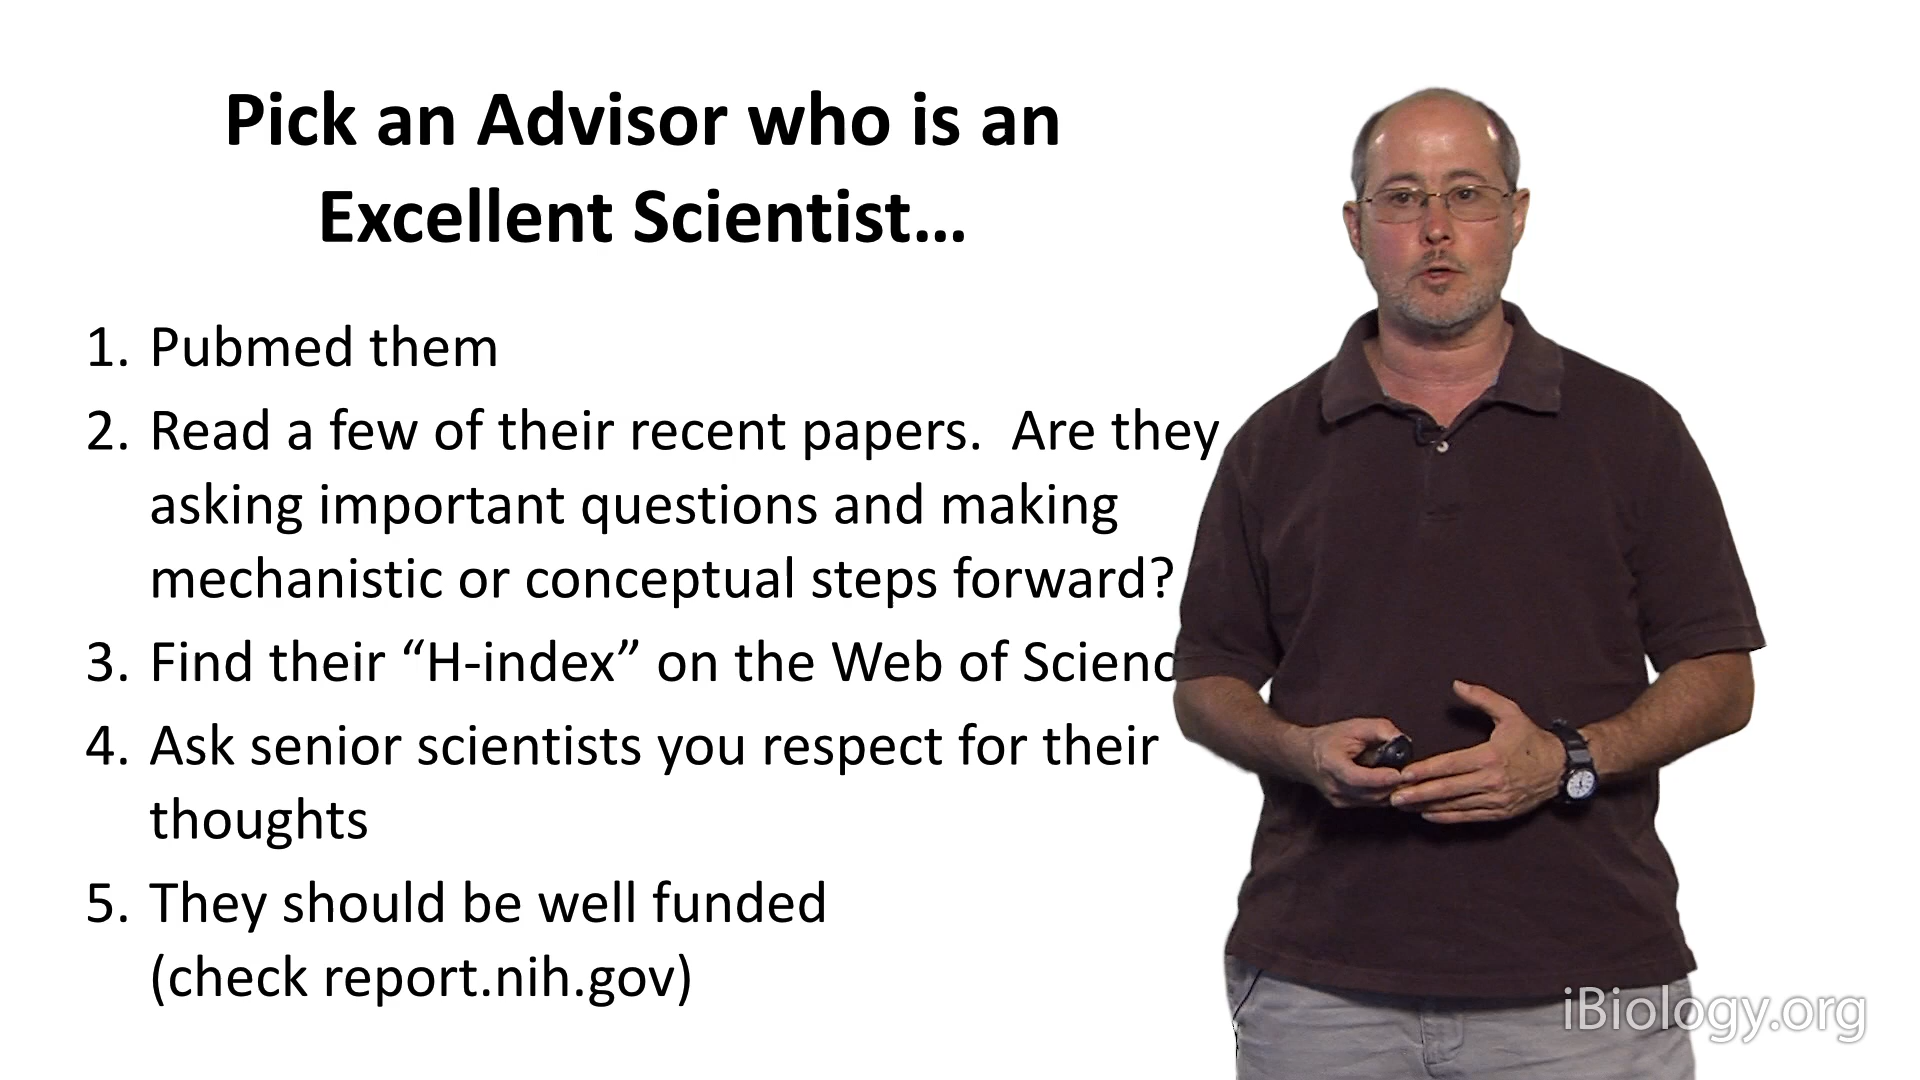 Pick an Advisor who is an
Excellent Scientist…
1. Pubmed them
2. Read a few of their recent papers.  Are they
asking important questions and making
mechanistic or conceptual steps forward?
3. Find their “H-index” on the Web of Scienc
4. Ask senior scientists you respect for their
thoughts
5. They should be well funded
(check report.nih.gov)
iBiology.org